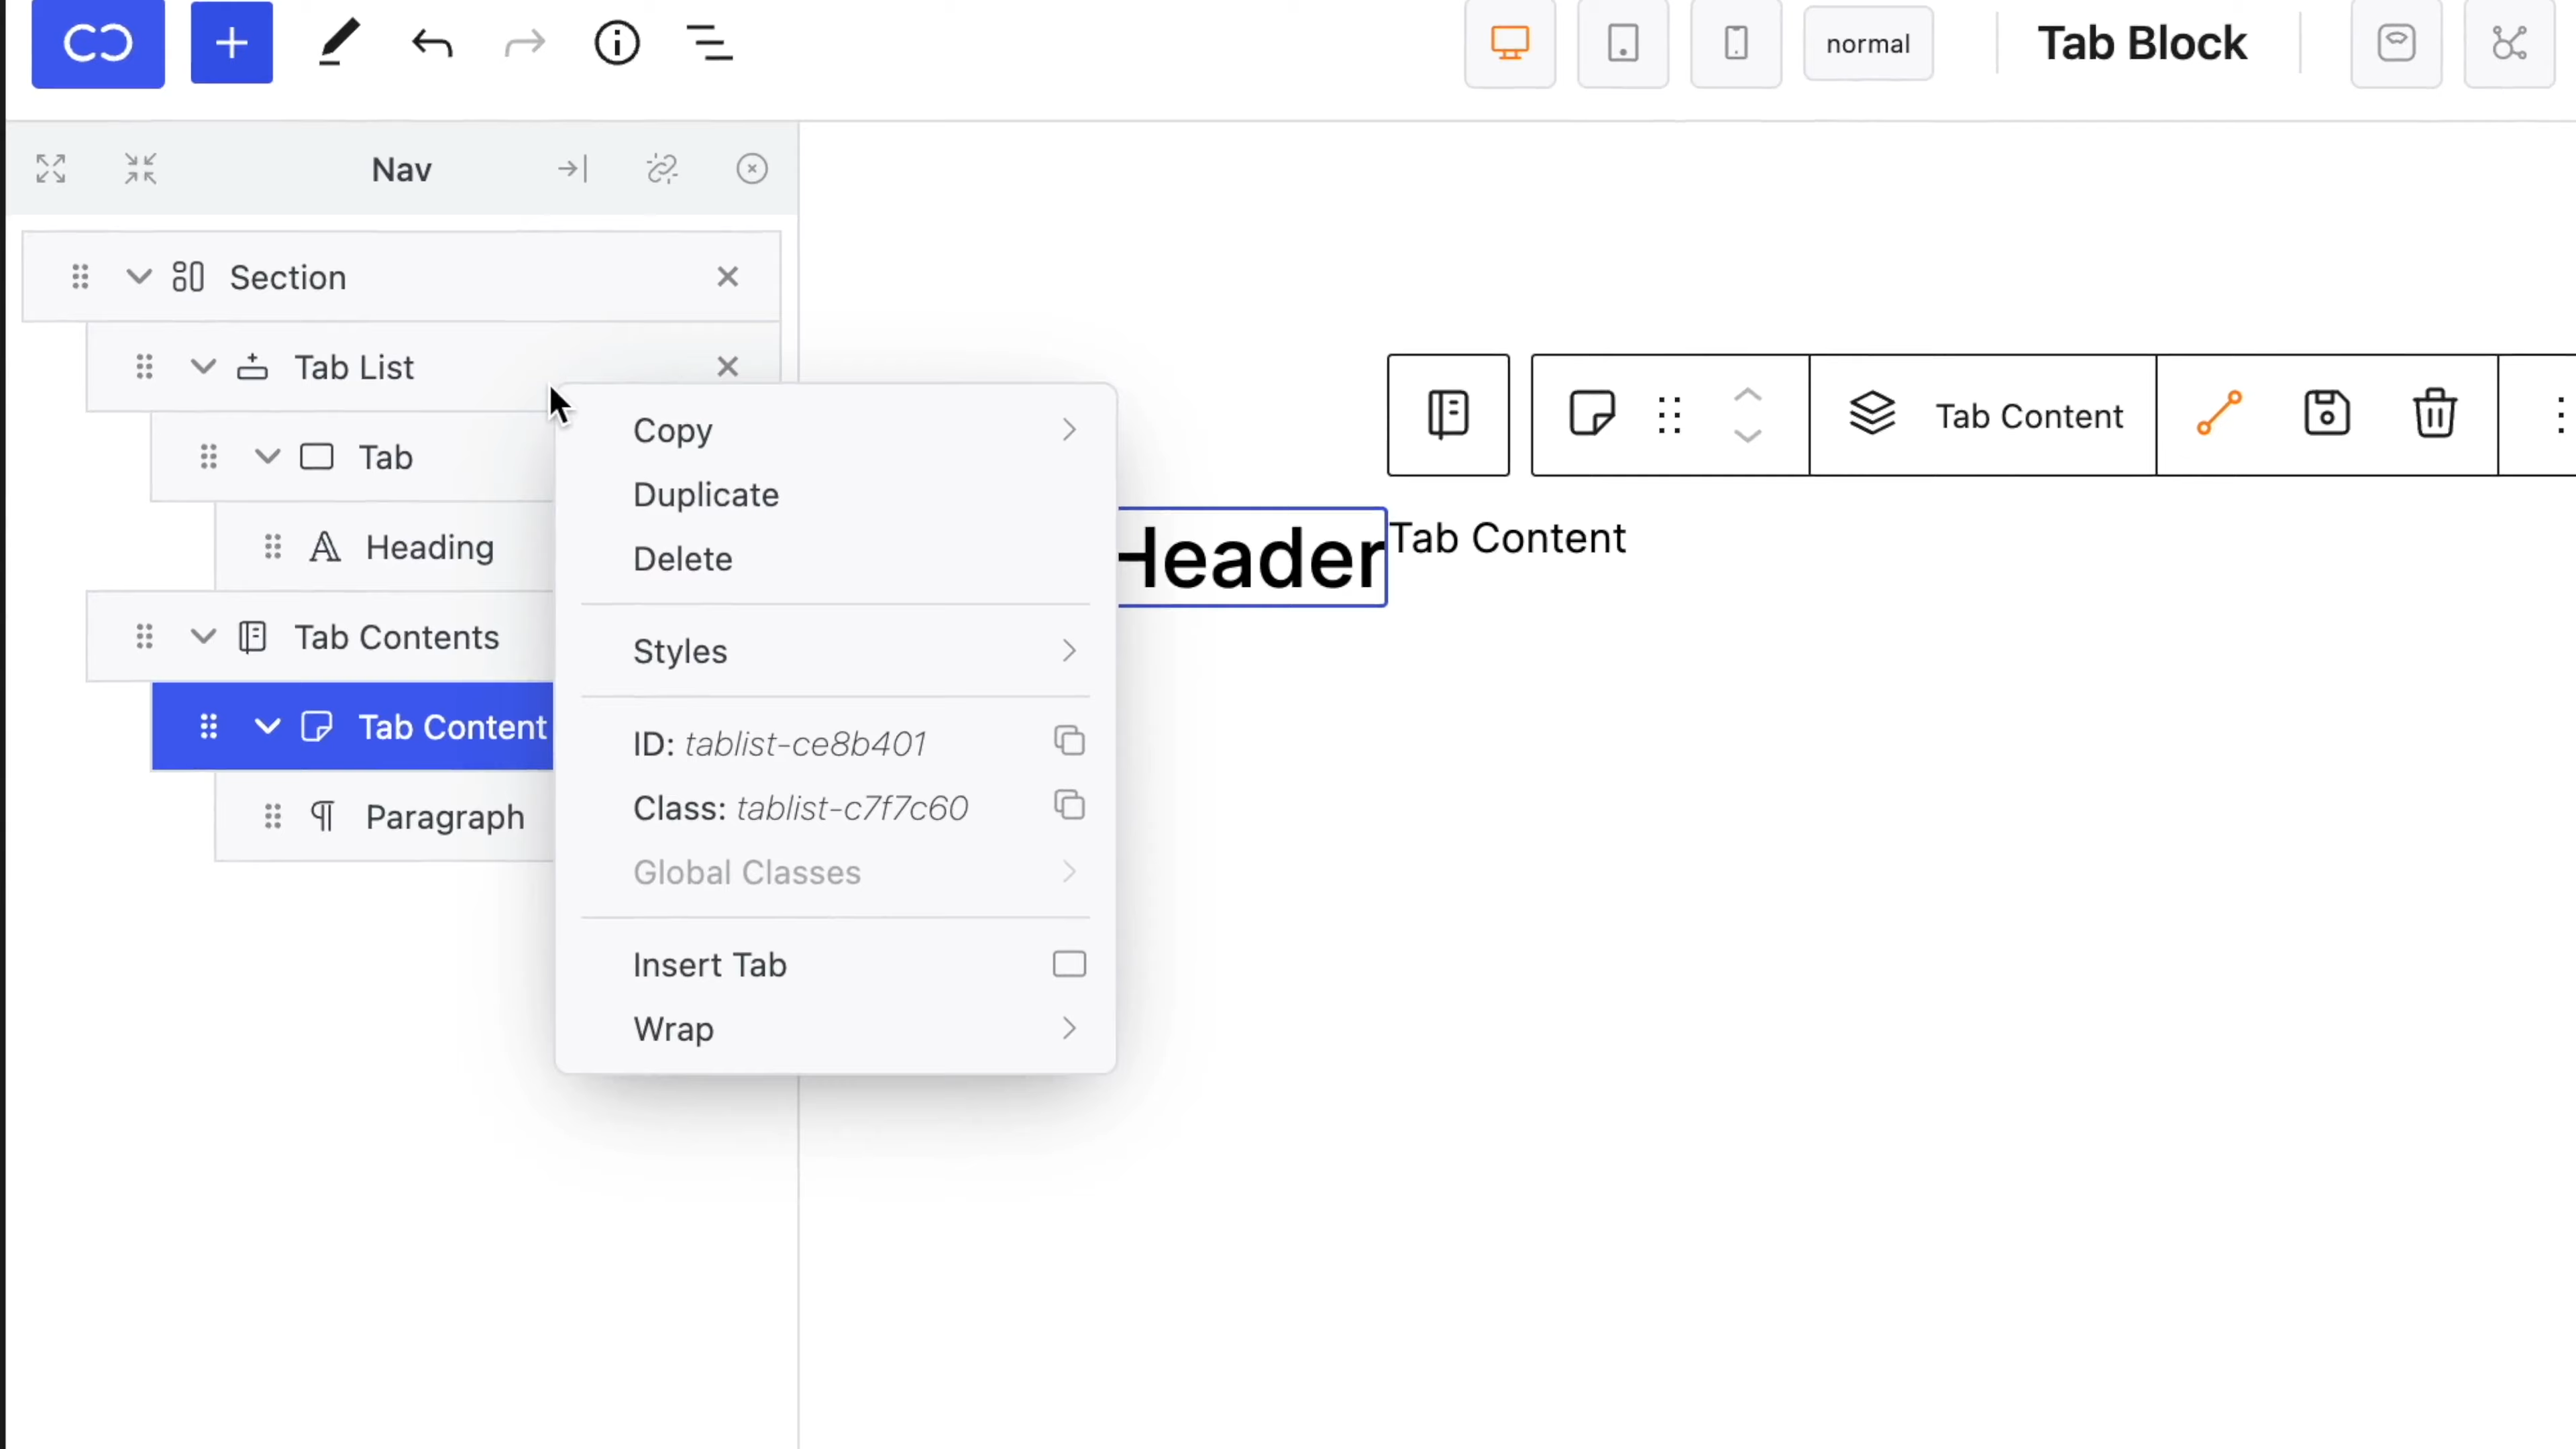 normal
Tab Block
Nav
Section
Tab List
Tab
Heading
Tab Contents
Tab Content
Paragraph
Copy
Duplicate
Delete
Styles
ID: tablist-ce8b401
Class: tablist-c7f7c60
Global Classes
Insert Tab
Wrap
Tab Content
Header
Tab Content